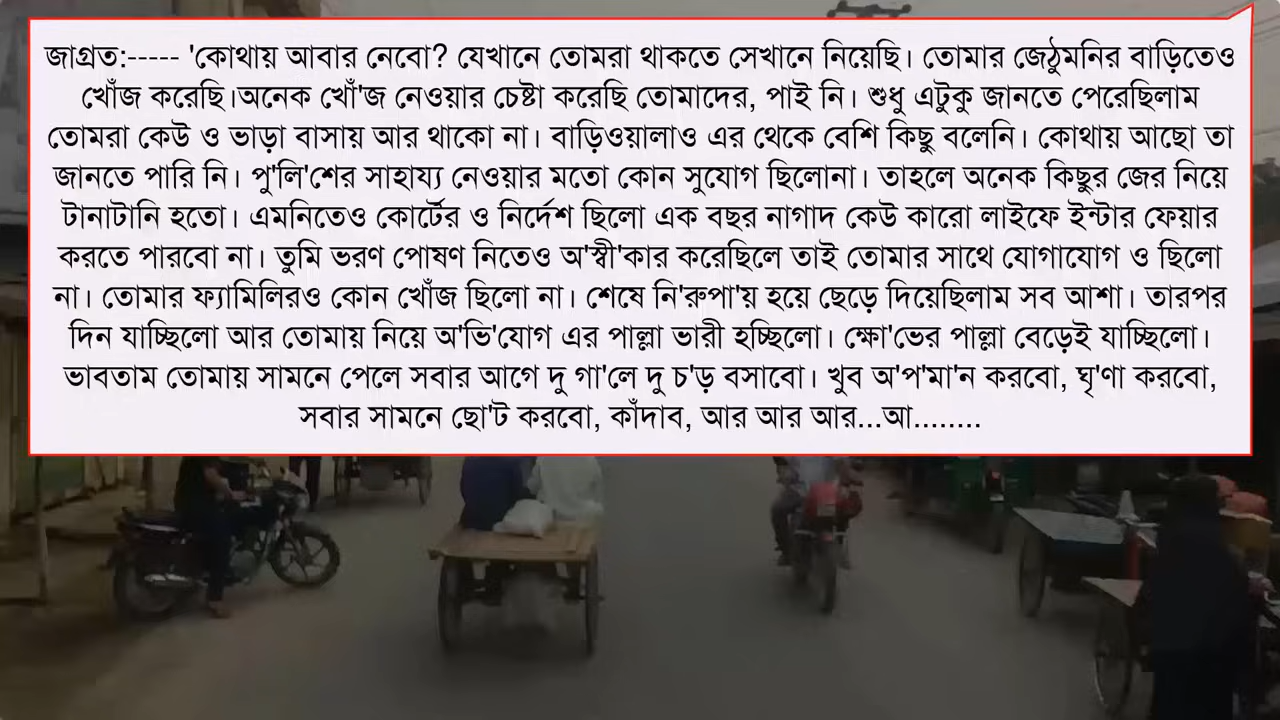 জাগ্রত:----- 'কোথায় আবার নেবো? যেখানে তোমরা থাকতে সেখানে নিয়েছি। তোমার জেঠুমনির বাড়িতেও
খোঁজ করেছি।অনেক খোঁ'জ নেওয়ার চেষ্টা করেছি তোমাদের, পাই নি। শুধু এটুকু জানতে পেরেছিলাম
তোমরা কেউ ও ভাড়া বাসায় আর থাকো না। বাড়িওয়ালাও এর থেকে বেশি কিছু বলেনি। কোথায় আছো তা
জানতে পারি নি। পু'লি'শের সাহায্য নেওয়ার মতো কোন সুযোগ ছিলোনা। তাহলে অনেক কিছুর জের নিয়ে
টানাটানি হতো। এমনিতেও কোর্টের ও নির্দেশ ছিলো এক বছর নাগাদ কেউ কারো লাইফে ইন্টার ফেয়ার
করতে পারবো না। তুমি ভরণ পোষণ নিতেও অ'স্বী'কার করেছিলে তাই তোমার সাথে যোগাযোগ ও ছিলো
না। তোমার ফ্যামিলিরও কোন খোঁজ ছিলো না। শেষে নি'রুপা'য় হয়ে ছেড়ে দিয়েছিলাম সব আশা। তারপর
দিন যাচ্ছিলো আর তোমায় নিয়ে অ'ভি'যোগ এর পাল্লা ভারী হচ্ছিলো। ক্ষো'ভের পাল্লা বেড়েই যাচ্ছিলো।
ভাবতাম তোমায় সামনে পেলে সবার আগে দু গা'লে দু চ'ড় বসাবো। খুব অ'প'মা'ন করবো, ঘৃ'ণা করবো,
সবার সামনে ছো'ট করবো, কাঁদাব, আর আর আর...আ........